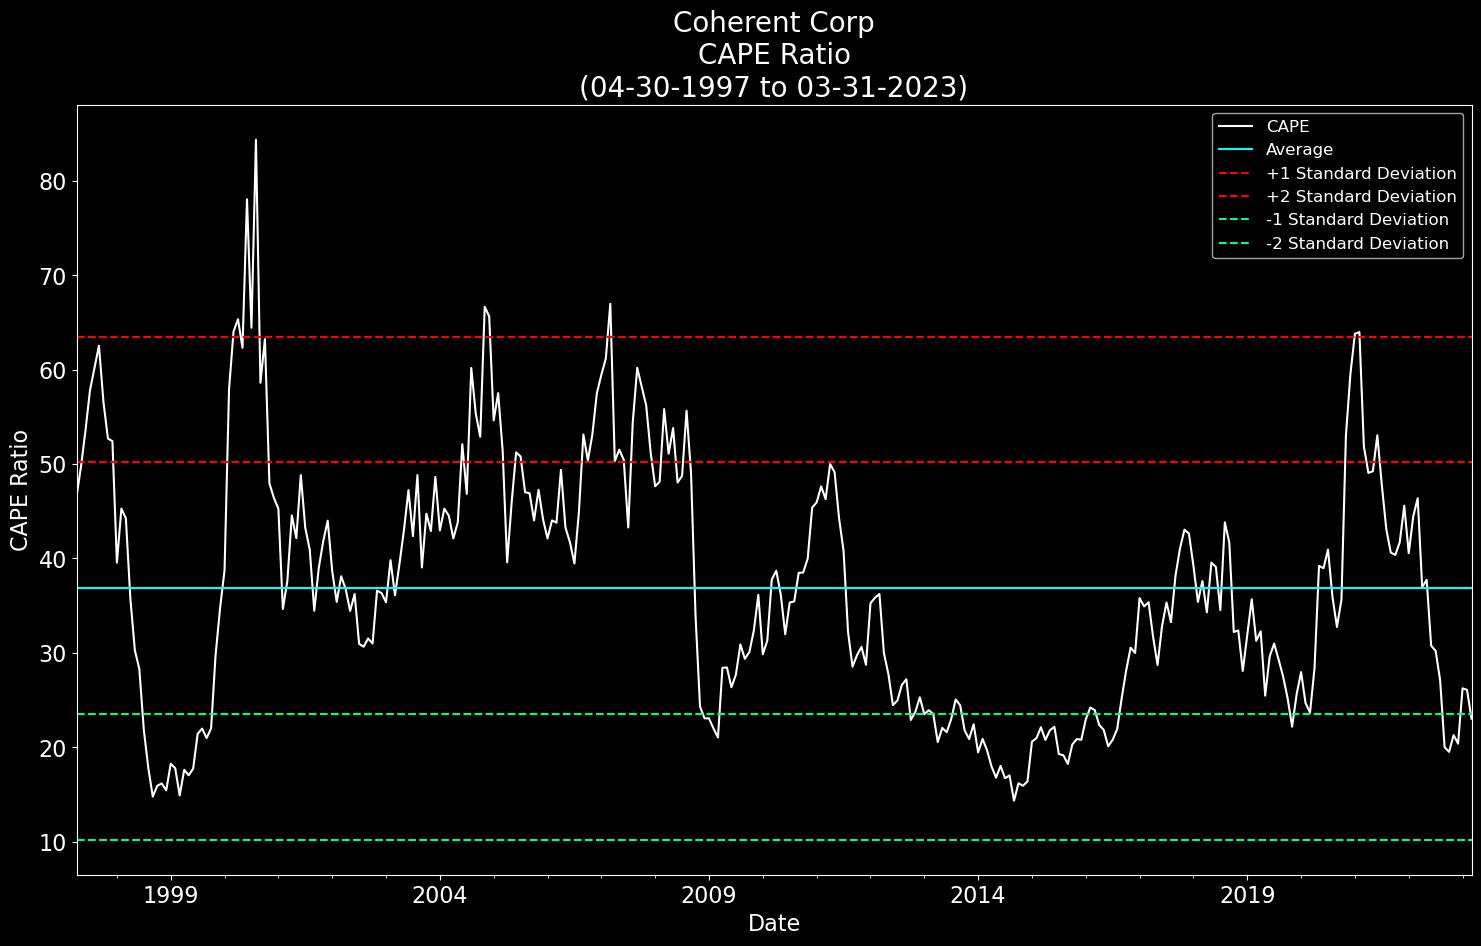 Coherent Corp
CAPE Ratio
(04-30-1997 to 03-31-2023)
CAPE
Average
+1 Standard Deviation
+2 Standard Deviation
-1 Standard Deviation
-2 Standard Deviation
CAPE Ratio
80
70
60
50
40
30
20
10
1999 2004 2009 2014 2019
Date